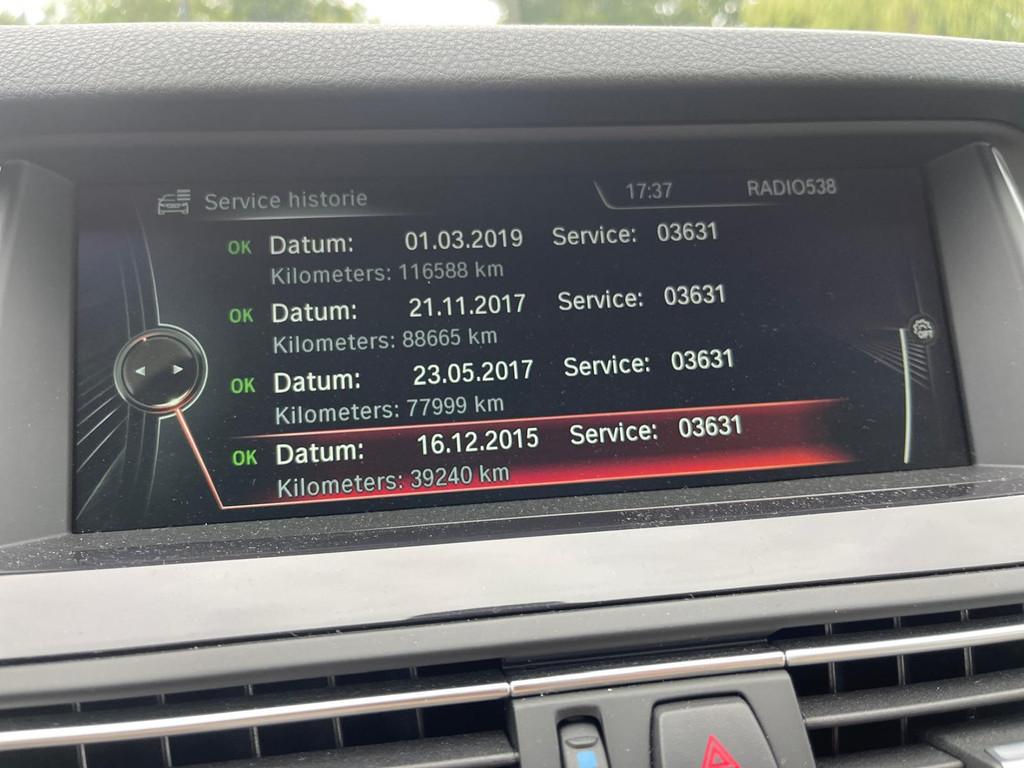 Service historie 17:37 RADIO538
OK Datum: 01.03.2019 Service: 03631
Kilometers: 116588 km
OK Datum: 21.11.2017 Service: 03631
Kilometers: 88665 km
OK Datum: 23.05.2017 Service: 03631
Kilometers: 77999 km
OK Datum: 16.12.2015 Service: 03631
Kilometers: 39240 km